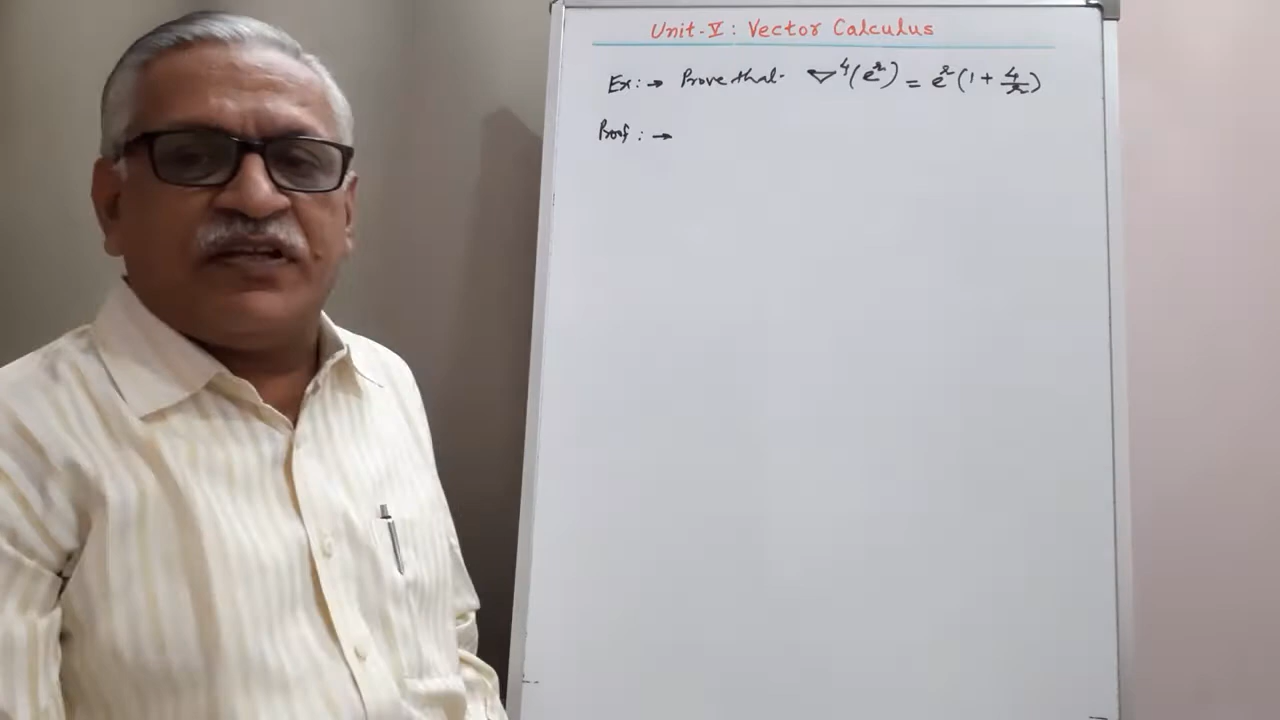 Unit-V: Vector Calculus
Ex:→ Prove that- ∇⁴(eʳ) = eʳ(1 + 4/r)
Proof:→